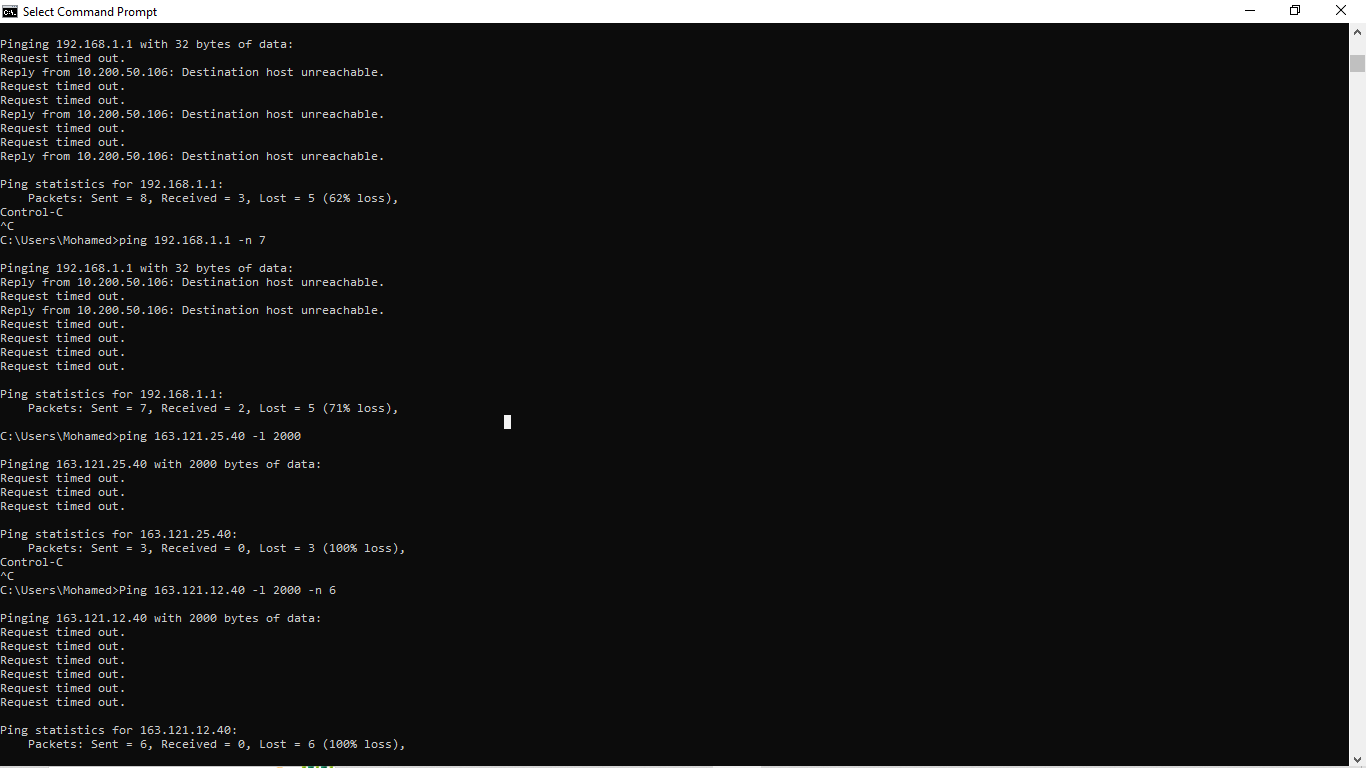 Select Command Prompt
Pinging 192.168.1.1 with 32 bytes of data:
Request timed out.
Reply from 10.200.50.106: Destination host unreachable.
Request timed out.
Request timed out.
Reply from 10.200.50.106: Destination host unreachable.
Request timed out.
Request timed out.
Reply from 10.200.50.106: Destination host unreachable.
Ping statistics for 192.168.1.1:
    Packets: Sent = 8, Received = 3, Lost = 5 (62% loss),
Control-C
^C
C:\Users\Mohamed>ping 192.168.1.1 -n 7
Pinging 192.168.1.1 with 32 bytes of data:
Reply from 10.200.50.106: Destination host unreachable.
Request timed out.
Reply from 10.200.50.106: Destination host unreachable.
Request timed out.
Request timed out.
Request timed out.
Request timed out.
Ping statistics for 192.168.1.1:
    Packets: Sent = 7, Received = 2, Lost = 5 (71% loss),
C:\Users\Mohamed>ping 163.121.25.40 -l 2000
Pinging 163.121.25.40 with 2000 bytes of data:
Request timed out.
Request timed out.
Request timed out.
Ping statistics for 163.121.25.40:
    Packets: Sent = 3, Received = 0, Lost = 3 (100% loss),
Control-C
^C
C:\Users\Mohamed>Ping 163.121.12.40 -l 2000 -n 6
Pinging 163.121.12.40 with 2000 bytes of data:
Request timed out.
Request timed out.
Request timed out.
Request timed out.
Request timed out.
Request timed out.
Ping statistics for 163.121.12.40:
    Packets: Sent = 6, Received = 0, Lost = 6 (100% loss),